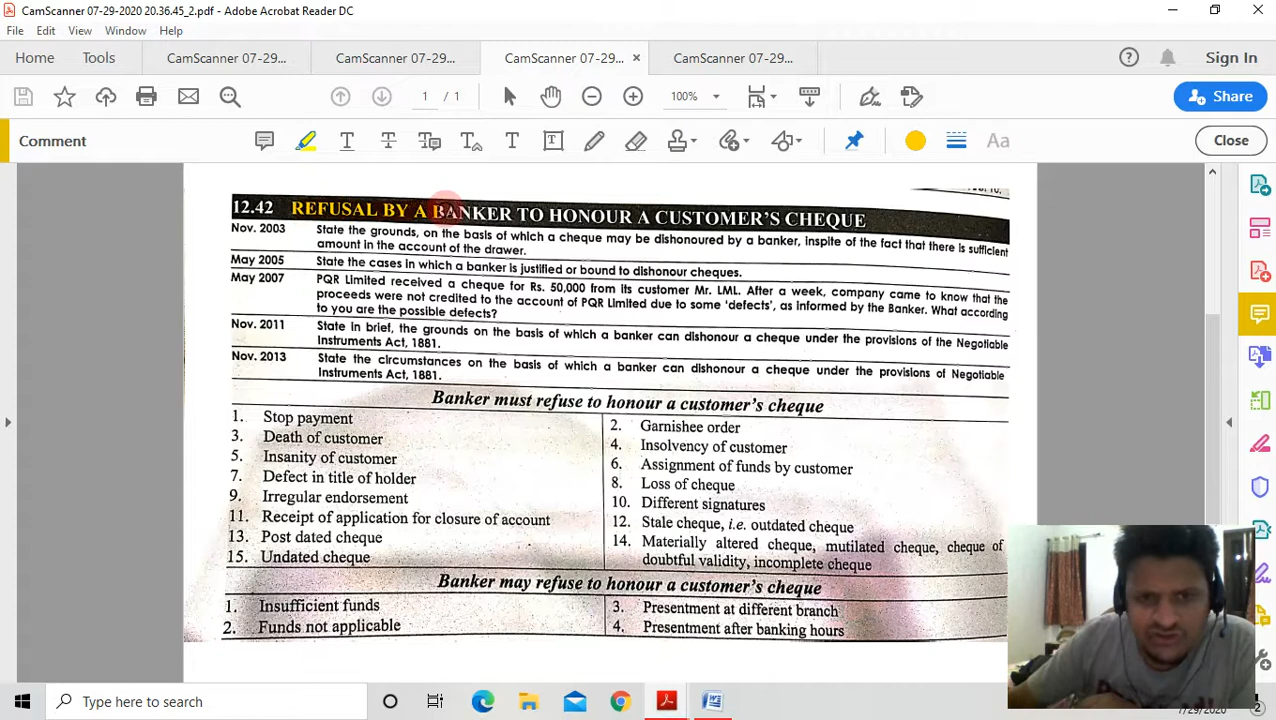 CamScanner 07-29-2020 20.36.45_2.pdf - Adobe Acrobat Reader DC
File Edit View Window Help
Home Tools CamScanner 07-29... CamScanner 07-29... CamScanner 07-29... × CamScanner 07-29... ? Sign In
1 / 1 100% Share
Comment T T T T T T Aa Close
12.42 REFUSAL BY A BANKER TO HONOUR A CUSTOMER'S CHEQUE
Nov. 2003 State the grounds, on the basis of which a cheque may be dishonoured by a banker, inspite of the fact that there is sufficient
amount in the account of the drawer.
May 2005 State the cases in which a banker is justified or bound to dishonour cheques.
May 2007 PQR Limited received a cheque for Rs. 50,000 from its customer Mr. LML. After a week, company came to know that the
proceeds were not credited to the account of PQR Limited due to some 'defects', as informed by the Banker. What according
to you are the possible defects?
Nov. 2011 State in brief, the grounds on the basis of which a banker can dishonour a cheque under the provisions of the Negotiable
Instruments Act, 1881.
Nov. 2013 State the circumstances on the basis of which a banker can dishonour a cheque under the provisions of Negotiable
Instruments Act, 1881.
Banker must refuse to honour a customer's cheque
1. Stop payment 2. Garnishee order
3. Death of customer 4. Insolvency of customer
5. Insanity of customer 6. Assignment of funds by customer
7. Defect in title of holder 8. Loss of cheque
9. Irregular endorsement 10. Different signatures
11. Receipt of application for closure of account 12. Stale cheque, i.e. outdated cheque
13. Post dated cheque 14. Materially altered cheque, mutilated cheque, cheque of
15. Undated cheque doubtful validity, incomplete cheque
Banker may refuse to honour a customer's cheque
1. Insufficient funds 3. Presentment at different branch
2. Funds not applicable 4. Presentment after banking hours
Type here to search 7/29/2020 2